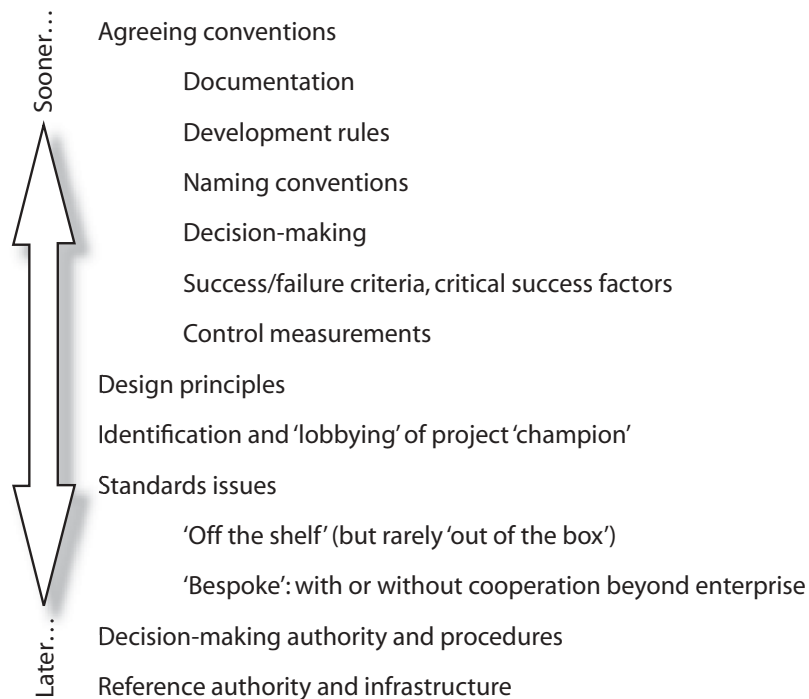 Sooner…
Agreeing conventions
Documentation
Development rules
Naming conventions
Decision-making
Success/failure criteria, critical success factors
Control measurements
Design principles
Identification and ‘lobbying’ of project ‘champion’
Standards issues
‘Off the shelf’ (but rarely ‘out of the box’)
‘Bespoke’: with or without cooperation beyond enterprise
Decision-making authority and procedures
Later…
Reference authority and infrastructure